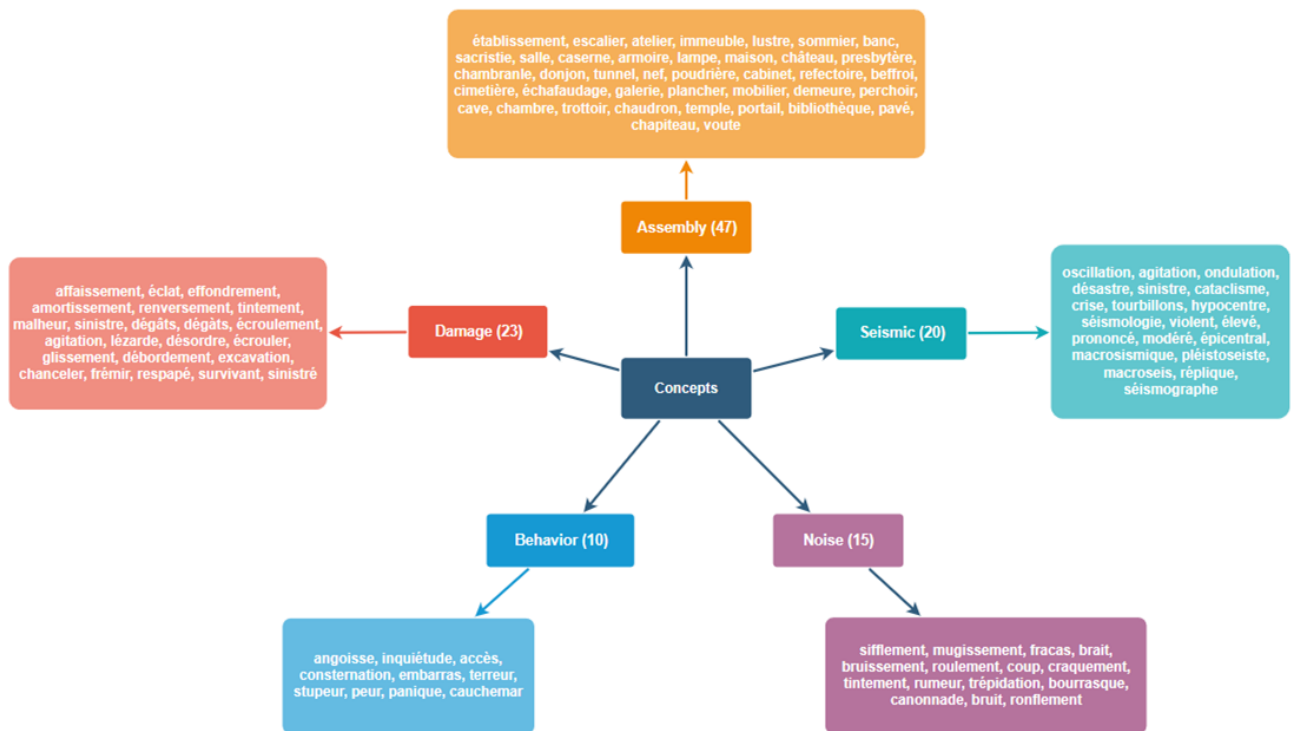 établissement, escalier, atelier, immeuble, lustre, sommier, banc,
sacristie, salle, caserne, armoire, lampe, maison, château, presbytère,
chambranle, donjon, tunnel, nef, poudrière, cabinet, refectoire, beffroi,
cimetière, échafaudage, galerie, plancher, mobilier, demeure, perchoir,
cave, chambre, trottoir, chaudron, temple, portail, bibliothèque, pavé,
chapiteau, voute
Assembly (47)
affaissement, éclat, effondrement,
amortissement, renversement, tintement,
malheur, sinistre, dégâts, dégàts, écroulement,
agitation, lézarde, désordre, écrouler,
glissement, débordement, excavation,
chanceler, frémir, respapé, survivant, sinistré
Damage (23)
Seismic (20)
oscillation, agitation, ondulation,
désastre, sinistre, cataclisme,
crise, tourbillons, hypocentre,
séismologie, violent, élevé,
prononcé, modéré, épicentral,
macrosismique, pléistoseiste,
macroseis, réplique,
séismographe
Concepts
Behavior (10)
Noise (15)
angoisse, inquiétude, accès,
consternation, embarras, terreur,
stupeur, peur, panique, cauchemar
sifflement, mugissement, fracas, brait,
bruissement, roulement, coup, craquement,
tintement, rumeur, trépidation, bourrasque,
canonnade, bruit, ronflement